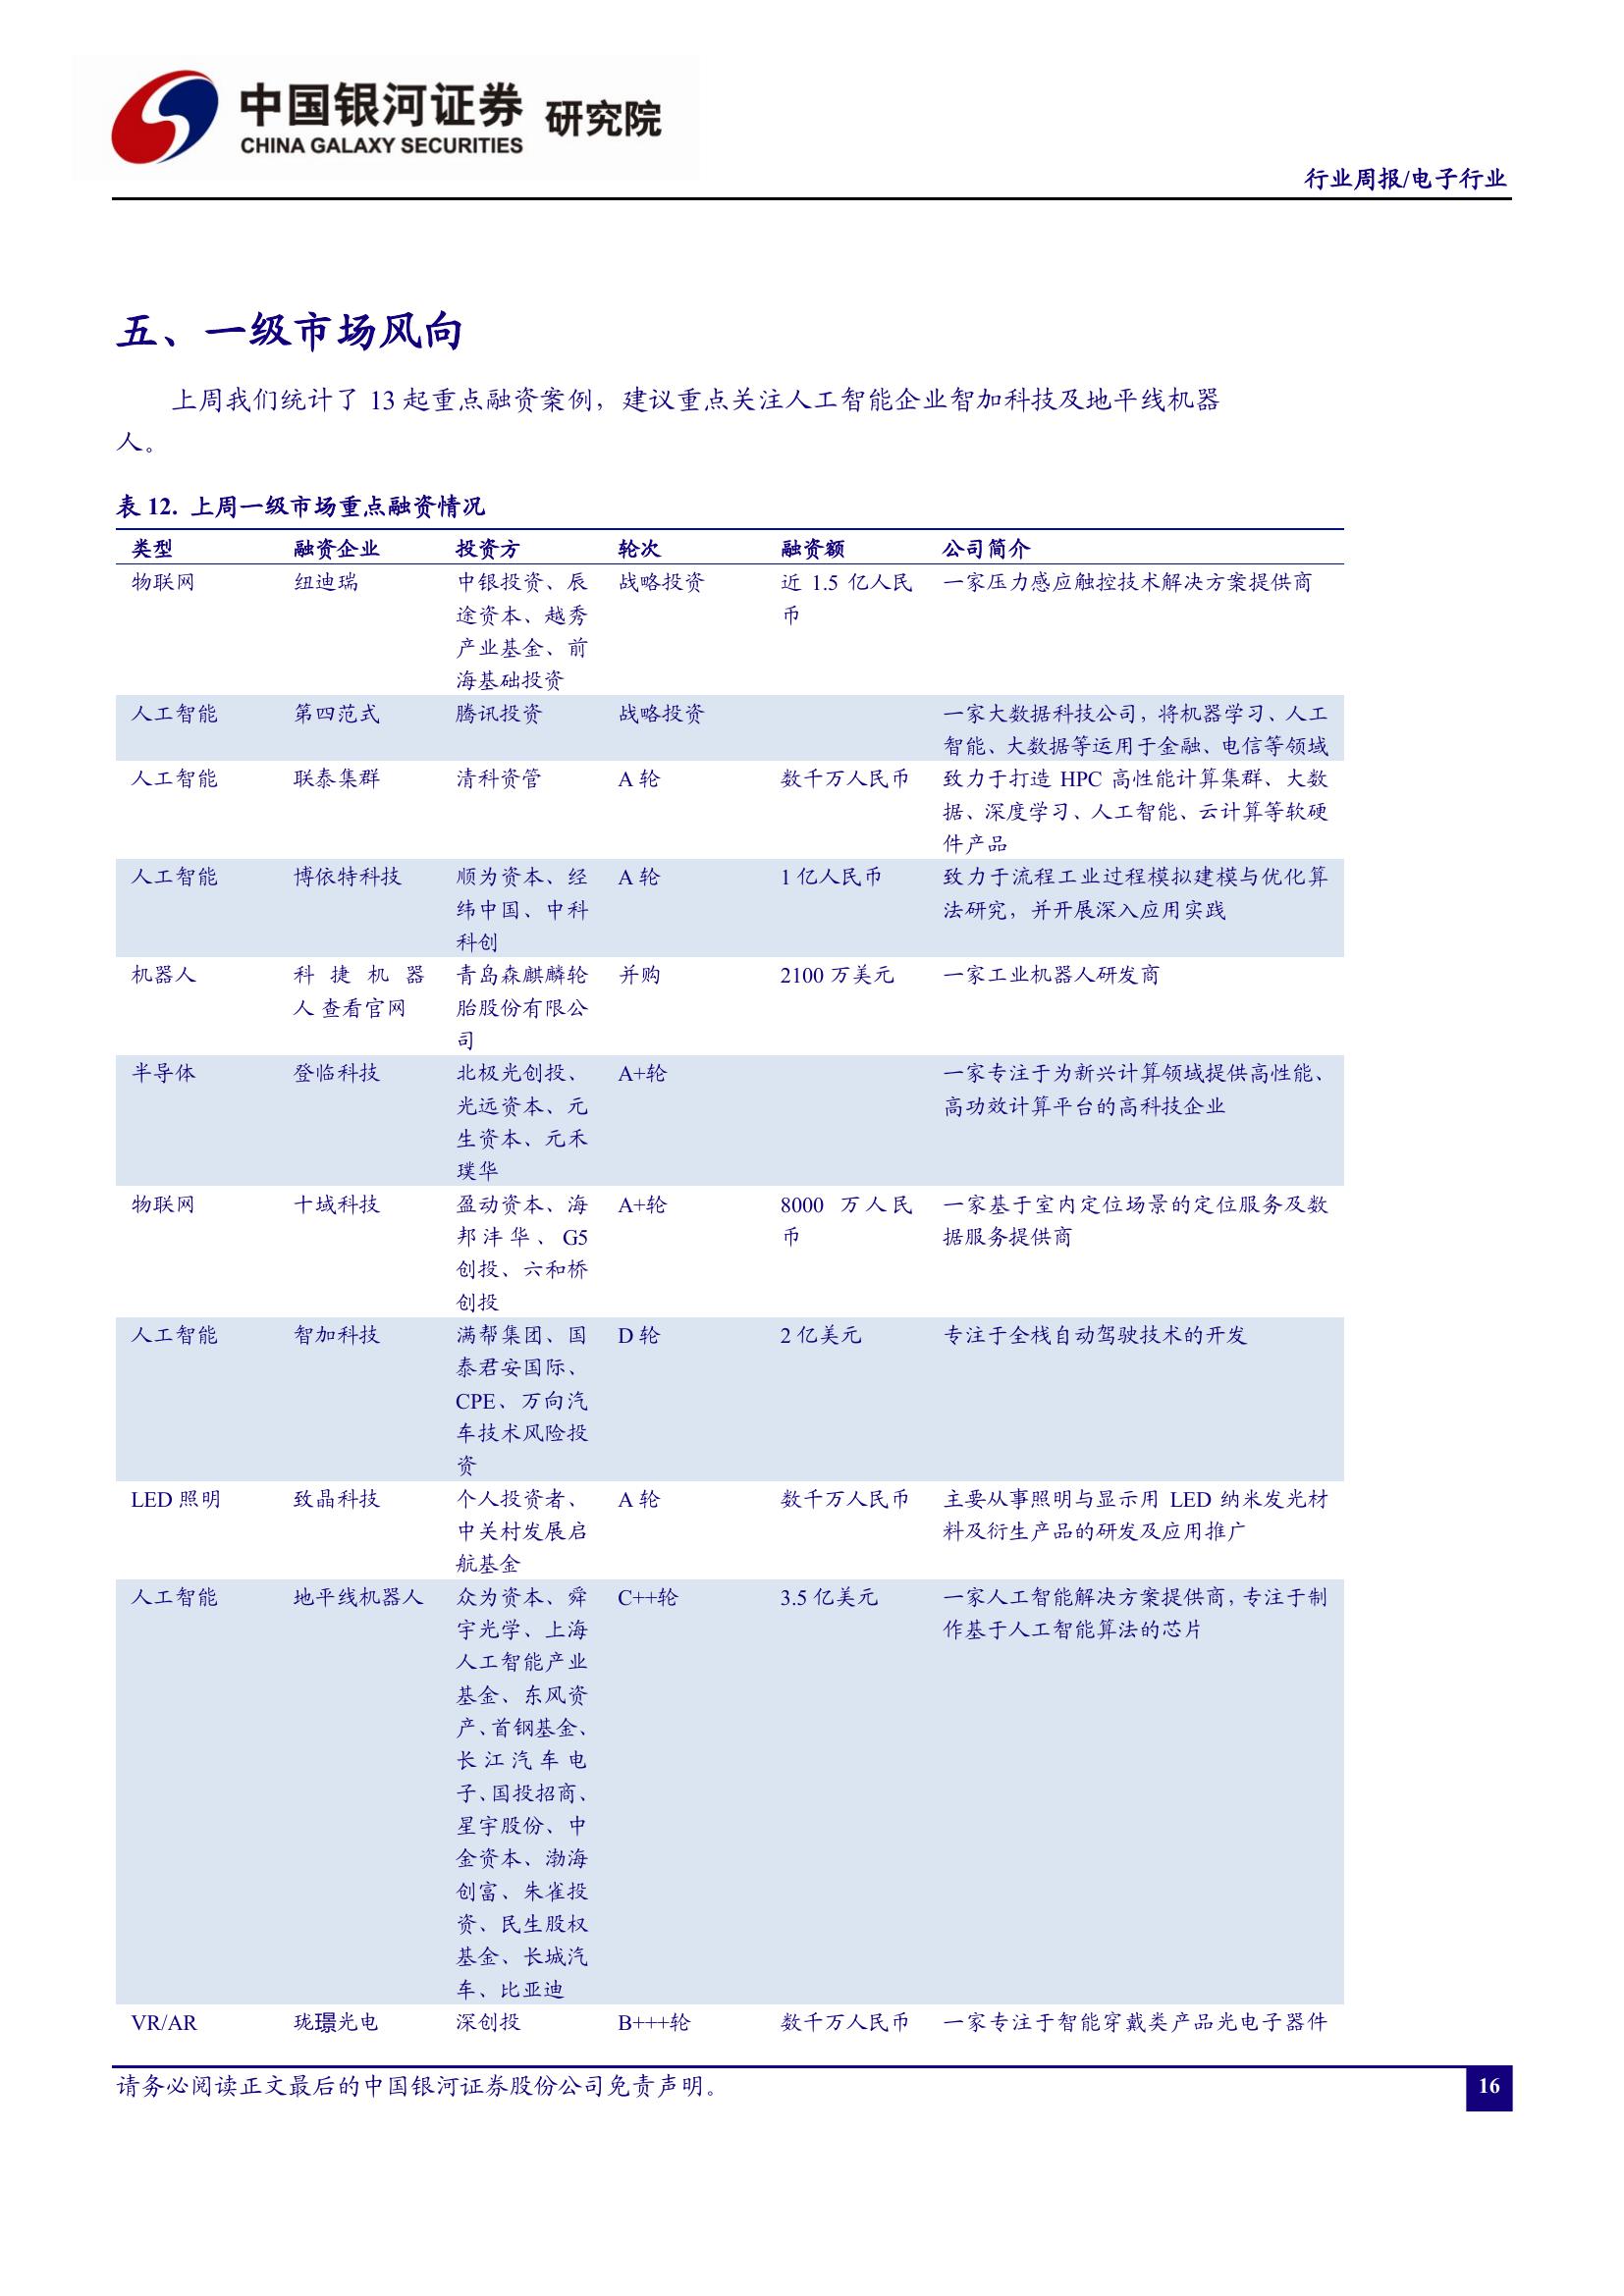 中国银河证券 研究院
CHINA GALAXY SECURITIES
行业周报/电子行业
五、一级市场风向
上周我们统计了 13 起重点融资案例，建议重点关注人工智能企业智加科技及地平线机器
人。
表 12. 上周一级市场重点融资情况
类型 融资企业 投资方 轮次 融资额 公司简介
物联网 纽迪瑞 中银投资、辰 战略投资 近 1.5 亿人民 一家压力感应触控技术解决方案提供商
途资本、越秀 币
产业基金、前
海基础投资
人工智能 第四范式 腾讯投资 战略投资 一家大数据科技公司，将机器学习、人工
智能、大数据等运用于金融、电信等领域
人工智能 联泰集群 清科资管 A 轮 数千万人民币 致力于打造 HPC 高性能计算集群、大数
据、深度学习、人工智能、云计算等软硬
件产品
人工智能 博依特科技 顺为资本、经 A 轮 1 亿人民币 致力于流程工业过程模拟建模与优化算
纬中国、中科 法研究，并开展深入应用实践
科创
机器人 科捷机器 青岛森麒麟轮 并购 2100 万美元 一家工业机器人研发商
人 查看官网 胎股份有限公
司
半导体 登临科技 北极光创投、 A+轮 一家专注于为新兴计算领域提供高性能、
光远资本、元 高功效计算平台的高科技企业
生资本、元禾
璞华
物联网 十域科技 盈动资本、海 A+轮 8000 万人民 一家基于室内定位场景的定位服务及数
邦沣华、G5 币 据服务提供商
创投、六和桥
创投
人工智能 智加科技 满帮集团、国 D 轮 2 亿美元 专注于全栈自动驾驶技术的开发
泰君安国际、
CPE、万向汽
车技术风险投
资
LED 照明 致晶科技 个人投资者、 A 轮 数千万人民币 主要从事照明与显示用 LED 纳米发光材
中关村发展启 料及衍生产品的研发及应用推广
航基金
人工智能 地平线机器人 众为资本、舜 C++轮 3.5 亿美元 一家人工智能解决方案提供商，专注于制
宇光学、上海 作基于人工智能算法的芯片
人工智能产业
基金、东风资
产、首钢基金、
长江汽车电
子、国投招商、
星宇股份、中
金资本、渤海
创富、朱雀投
资、民生股权
基金、长城汽
车、比亚迪
VR/AR 珑璟光电 深创投 B+++轮 数千万人民币 一家专注于智能穿戴类产品光电子器件
请务必阅读正文最后的中国银河证券股份公司免责声明。
16